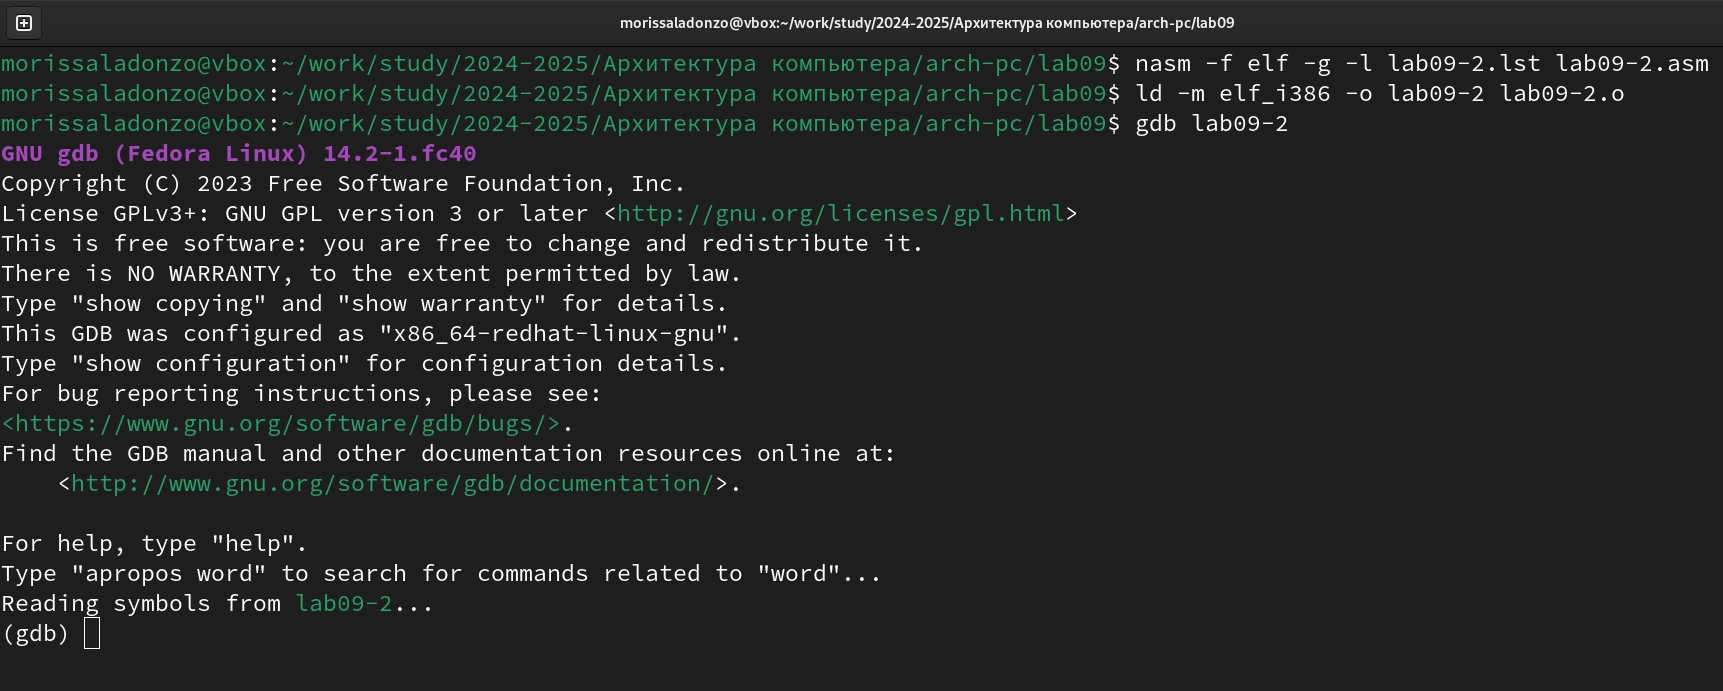 morissaladonzo@vbox:~/work/study/2024-2025/Архитектура компьютера/arch-pc/lab09
morissaladonzo@vbox:~/work/study/2024-2025/Архитектура компьютера/arch-pc/lab09$ nasm -f elf -g -l lab09-2.lst lab09-2.asm
morissaladonzo@vbox:~/work/study/2024-2025/Архитектура компьютера/arch-pc/lab09$ ld -m elf_i386 -o lab09-2 lab09-2.o
morissaladonzo@vbox:~/work/study/2024-2025/Архитектура компьютера/arch-pc/lab09$ gdb lab09-2
GNU gdb (Fedora Linux) 14.2-1.fc40
Copyright (C) 2023 Free Software Foundation, Inc.
License GPLv3+: GNU GPL version 3 or later <http://gnu.org/licenses/gpl.html>
This is free software: you are free to change and redistribute it.
There is NO WARRANTY, to the extent permitted by law.
Type "show copying" and "show warranty" for details.
This GDB was configured as "x86_64-redhat-linux-gnu".
Type "show configuration" for configuration details.
For bug reporting instructions, please see:
<https://www.gnu.org/software/gdb/bugs/>.
Find the GDB manual and other documentation resources online at:
    <http://www.gnu.org/software/gdb/documentation/>.

For help, type "help".
Type "apropos word" to search for commands related to "word"...
Reading symbols from lab09-2...
(gdb)